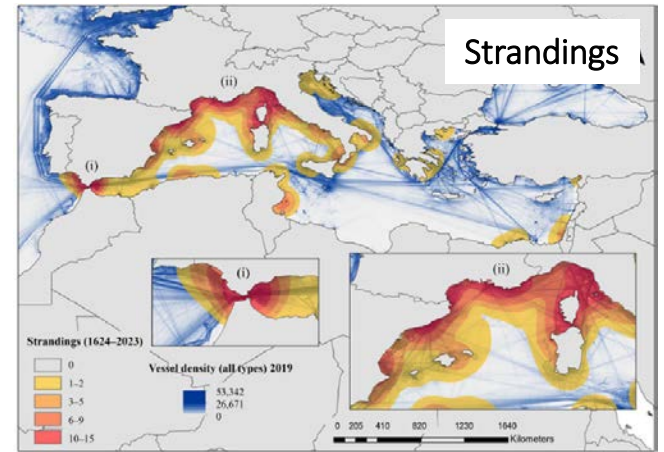 Strandings
(ii)
(i)
(i)
(ii)
Strandings (1624–2023)
0
1–2
3–5
6–9
10–15
Vessel density (all types) 2019
53,342
26,671
0
0 205 410 820 1230 1640
Kilometers